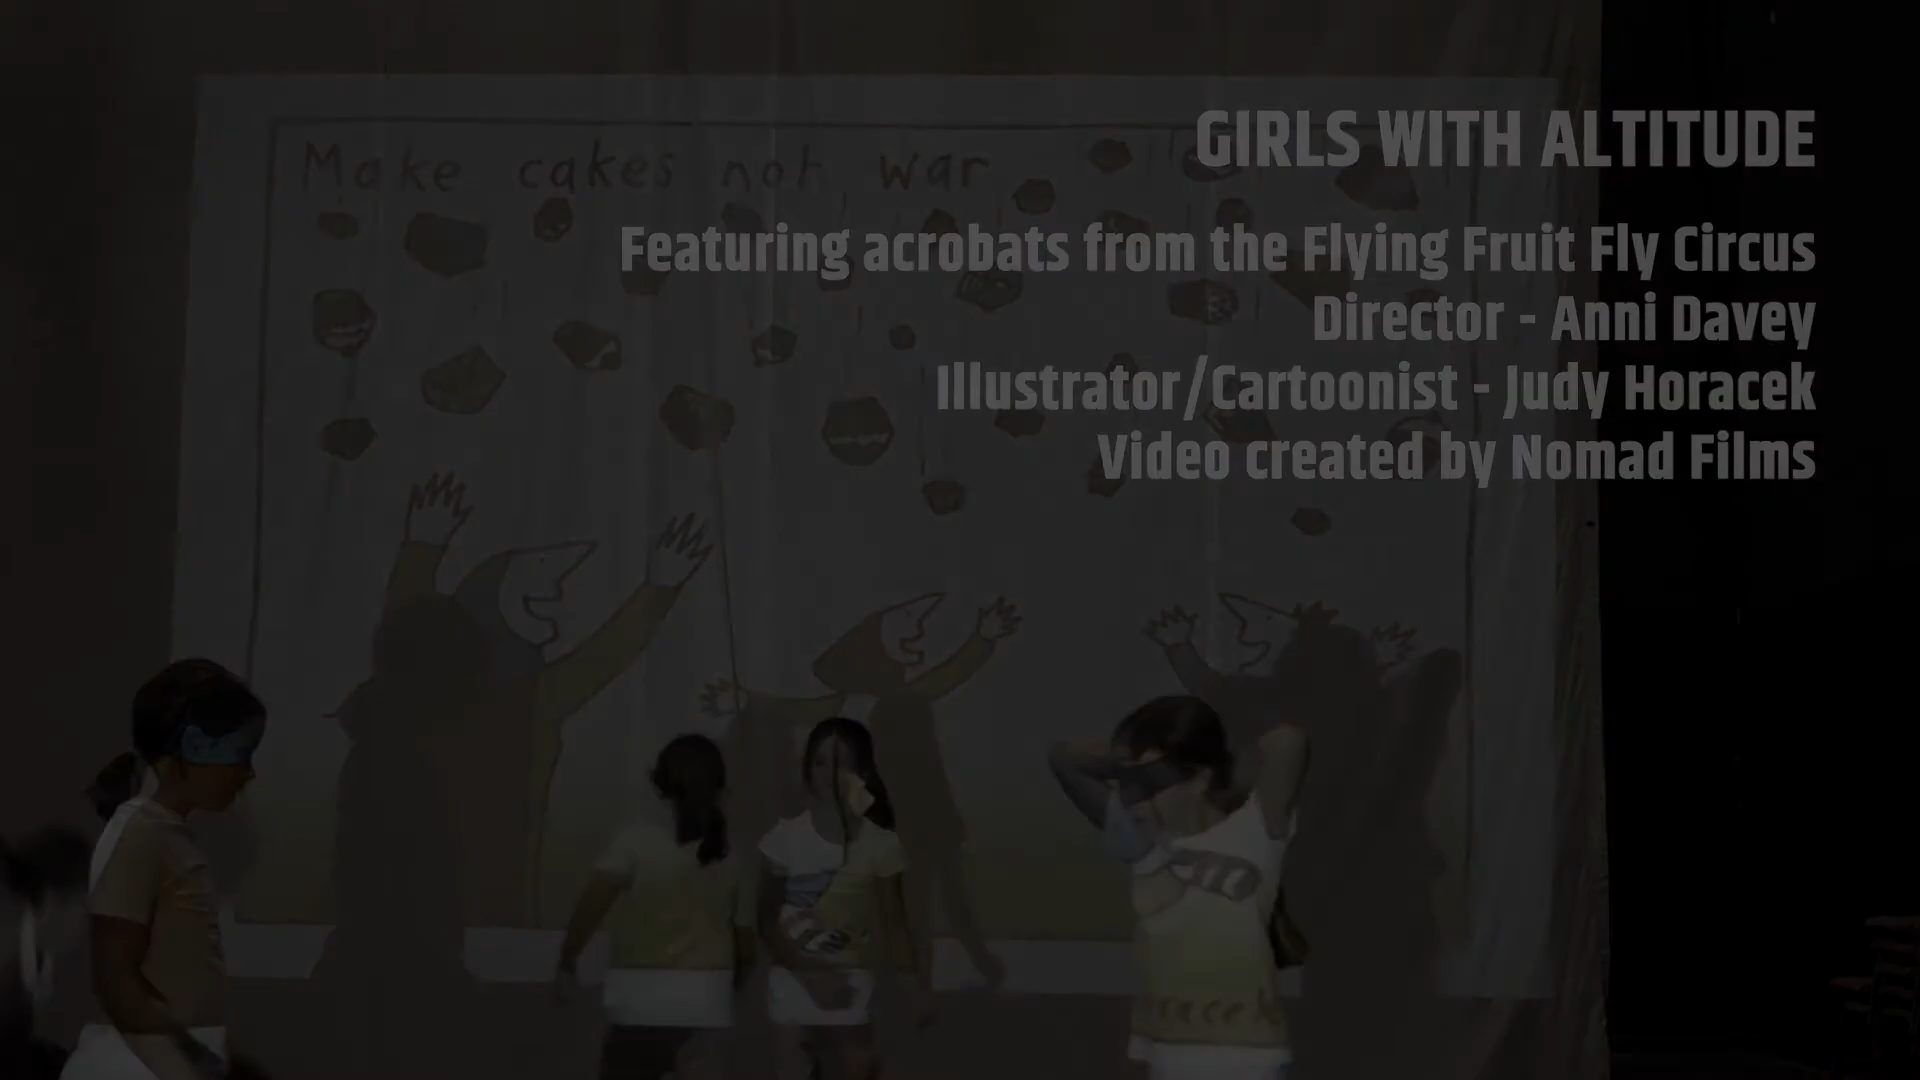 GIRLS WITH ALTITUDE
Make cakes not war
Featuring acrobats from the Flying Fruit Fly Circus
Director - Anni Davey
Illustrator/Cartoonist - Judy Horacek
Video created by Nomad Films